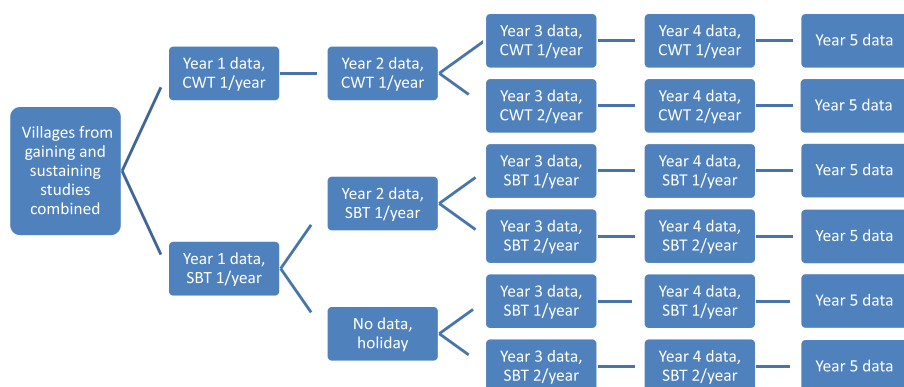 Villages from
gaining and
sustaining
studies
combined
Year 1 data,
CWT 1/year
Year 1 data,
SBT 1/year
Year 2 data,
CWT 1/year
Year 2 data,
SBT 1/year
No data,
holiday
Year 3 data,
CWT 1/year
Year 4 data,
CWT 1/year
Year 5 data
Year 3 data,
CWT 2/year
Year 4 data,
CWT 2/year
Year 5 data
Year 3 data,
SBT 1/year
Year 4 data,
SBT 1/year
Year 5 data
Year 3 data,
SBT 2/year
Year 4 data,
SBT 2/year
Year 5 data
Year 3 data,
SBT 1/year
Year 4 data,
SBT 1/year
Year 5 data
Year 3 data,
SBT 2/year
Year 4 data,
SBT 2/year
Year 5 data